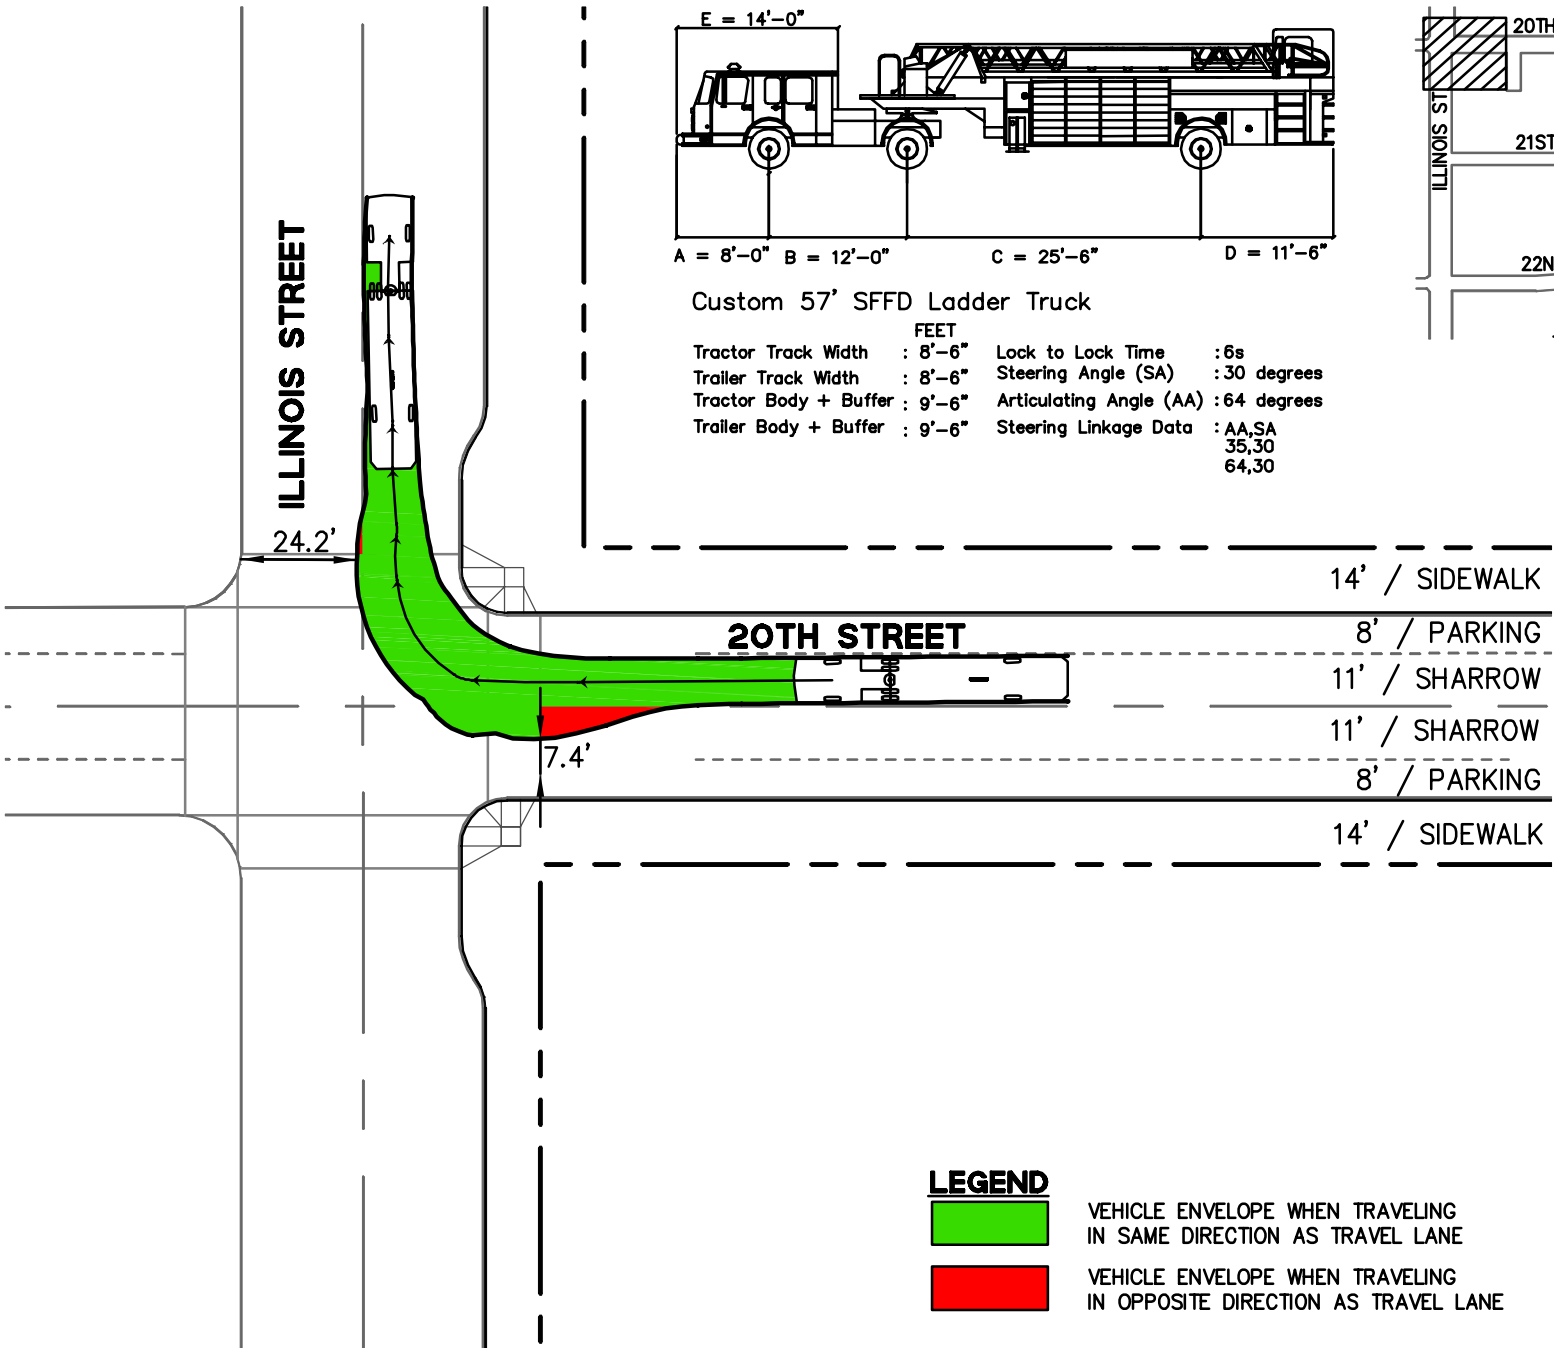 E = 14'-0"
20TH
ILLINOIS ST
21ST
22N
A = 8'-0"
B = 12'-0"
C = 25'-6"
D = 11'-6"
Custom 57' SFFD Ladder Truck
FEET
Tractor Track Width : 8'-6" Lock to Lock Time : 6s
Trailer Track Width : 8'-6" Steering Angle (SA) : 30 degrees
Tractor Body + Buffer : 9'-6" Articulating Angle (AA) : 64 degrees
Trailer Body + Buffer : 9'-6" Steering Linkage Data : AA,SA
35,30
64,30
ILLINOIS STREET
24.2'
14' / SIDEWALK
20TH STREET
8' / PARKING
11' / SHARROW
11' / SHARROW
7.4'
8' / PARKING
14' / SIDEWALK
LEGEND
VEHICLE ENVELOPE WHEN TRAVELING
IN SAME DIRECTION AS TRAVEL LANE
VEHICLE ENVELOPE WHEN TRAVELING
IN OPPOSITE DIRECTION AS TRAVEL LANE